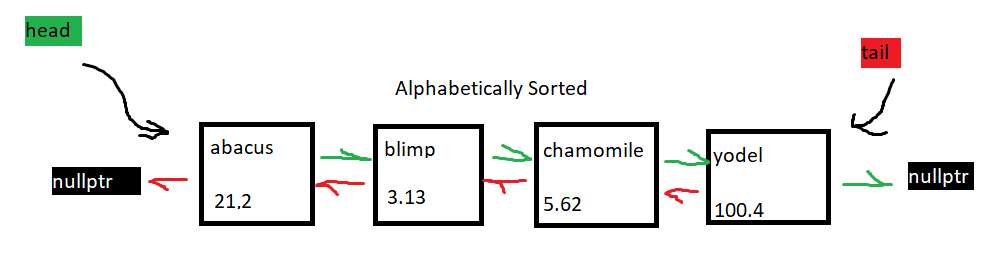 head
tail
Alphabetically Sorted
abacus
21,2
blimp
3.13
chamomile
5.62
yodel
100.4
nullptr
nullptr